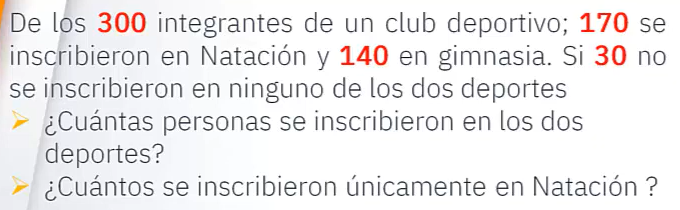 De los 300 integrantes de un club deportivo; 170 se
inscribieron en Natación y 140 en gimnasia. Si 30 no
se inscribieron en ninguno de los dos deportes
¿Cuántas personas se inscribieron en los dos
deportes?
¿Cuántos se inscribieron únicamente en Natación ?